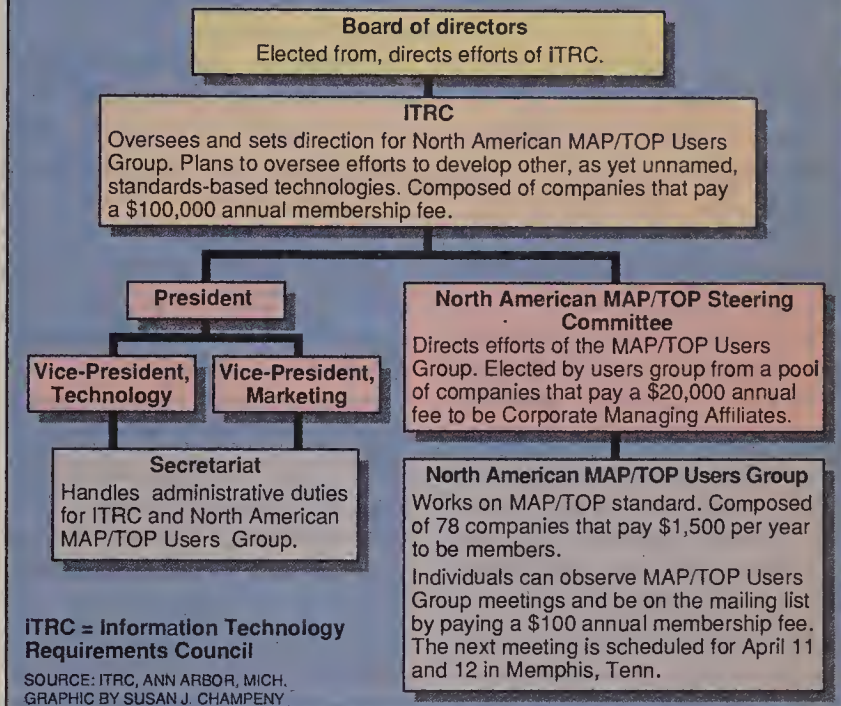 Board of directors
Elected from, directs efforts of ITRC.
ITRC
Oversees and sets direction for North American MAP/TOP Users
Group. Plans to oversee efforts to develop other, as yet unnamed,
standards-based technologies. Composed of companies that pay
a $100,000 annual membership fee.
President
Vice-President,
Technology
Vice-President,
Marketing
Secretariat
Handles administrative duties
for ITRC and North American
MAP/TOP Users Group.
North American MAP/TOP Steering
Committee
Directs efforts of the MAP/TOP Users
Group. Elected by users group from a pool
of companies that pay a $20,000 annual
fee to be Corporate Managing Affiliates.
North American MAP/TOP Users Group
Works on MAP/TOP standard. Composed
of 78 companies that pay $1,500 per year
to be members.
Individuals can observe MAP/TOP Users
Group meetings and be on the mailing list
by paying a $100 annual membership fee.
The next meeting is scheduled for April 11
and 12 in Memphis, Tenn.
ITRC = Information Technology
Requirements Council
SOURCE: ITRC, ANN ARBOR, MICH.
GRAPHIC BY SUSAN J. CHAMPENY